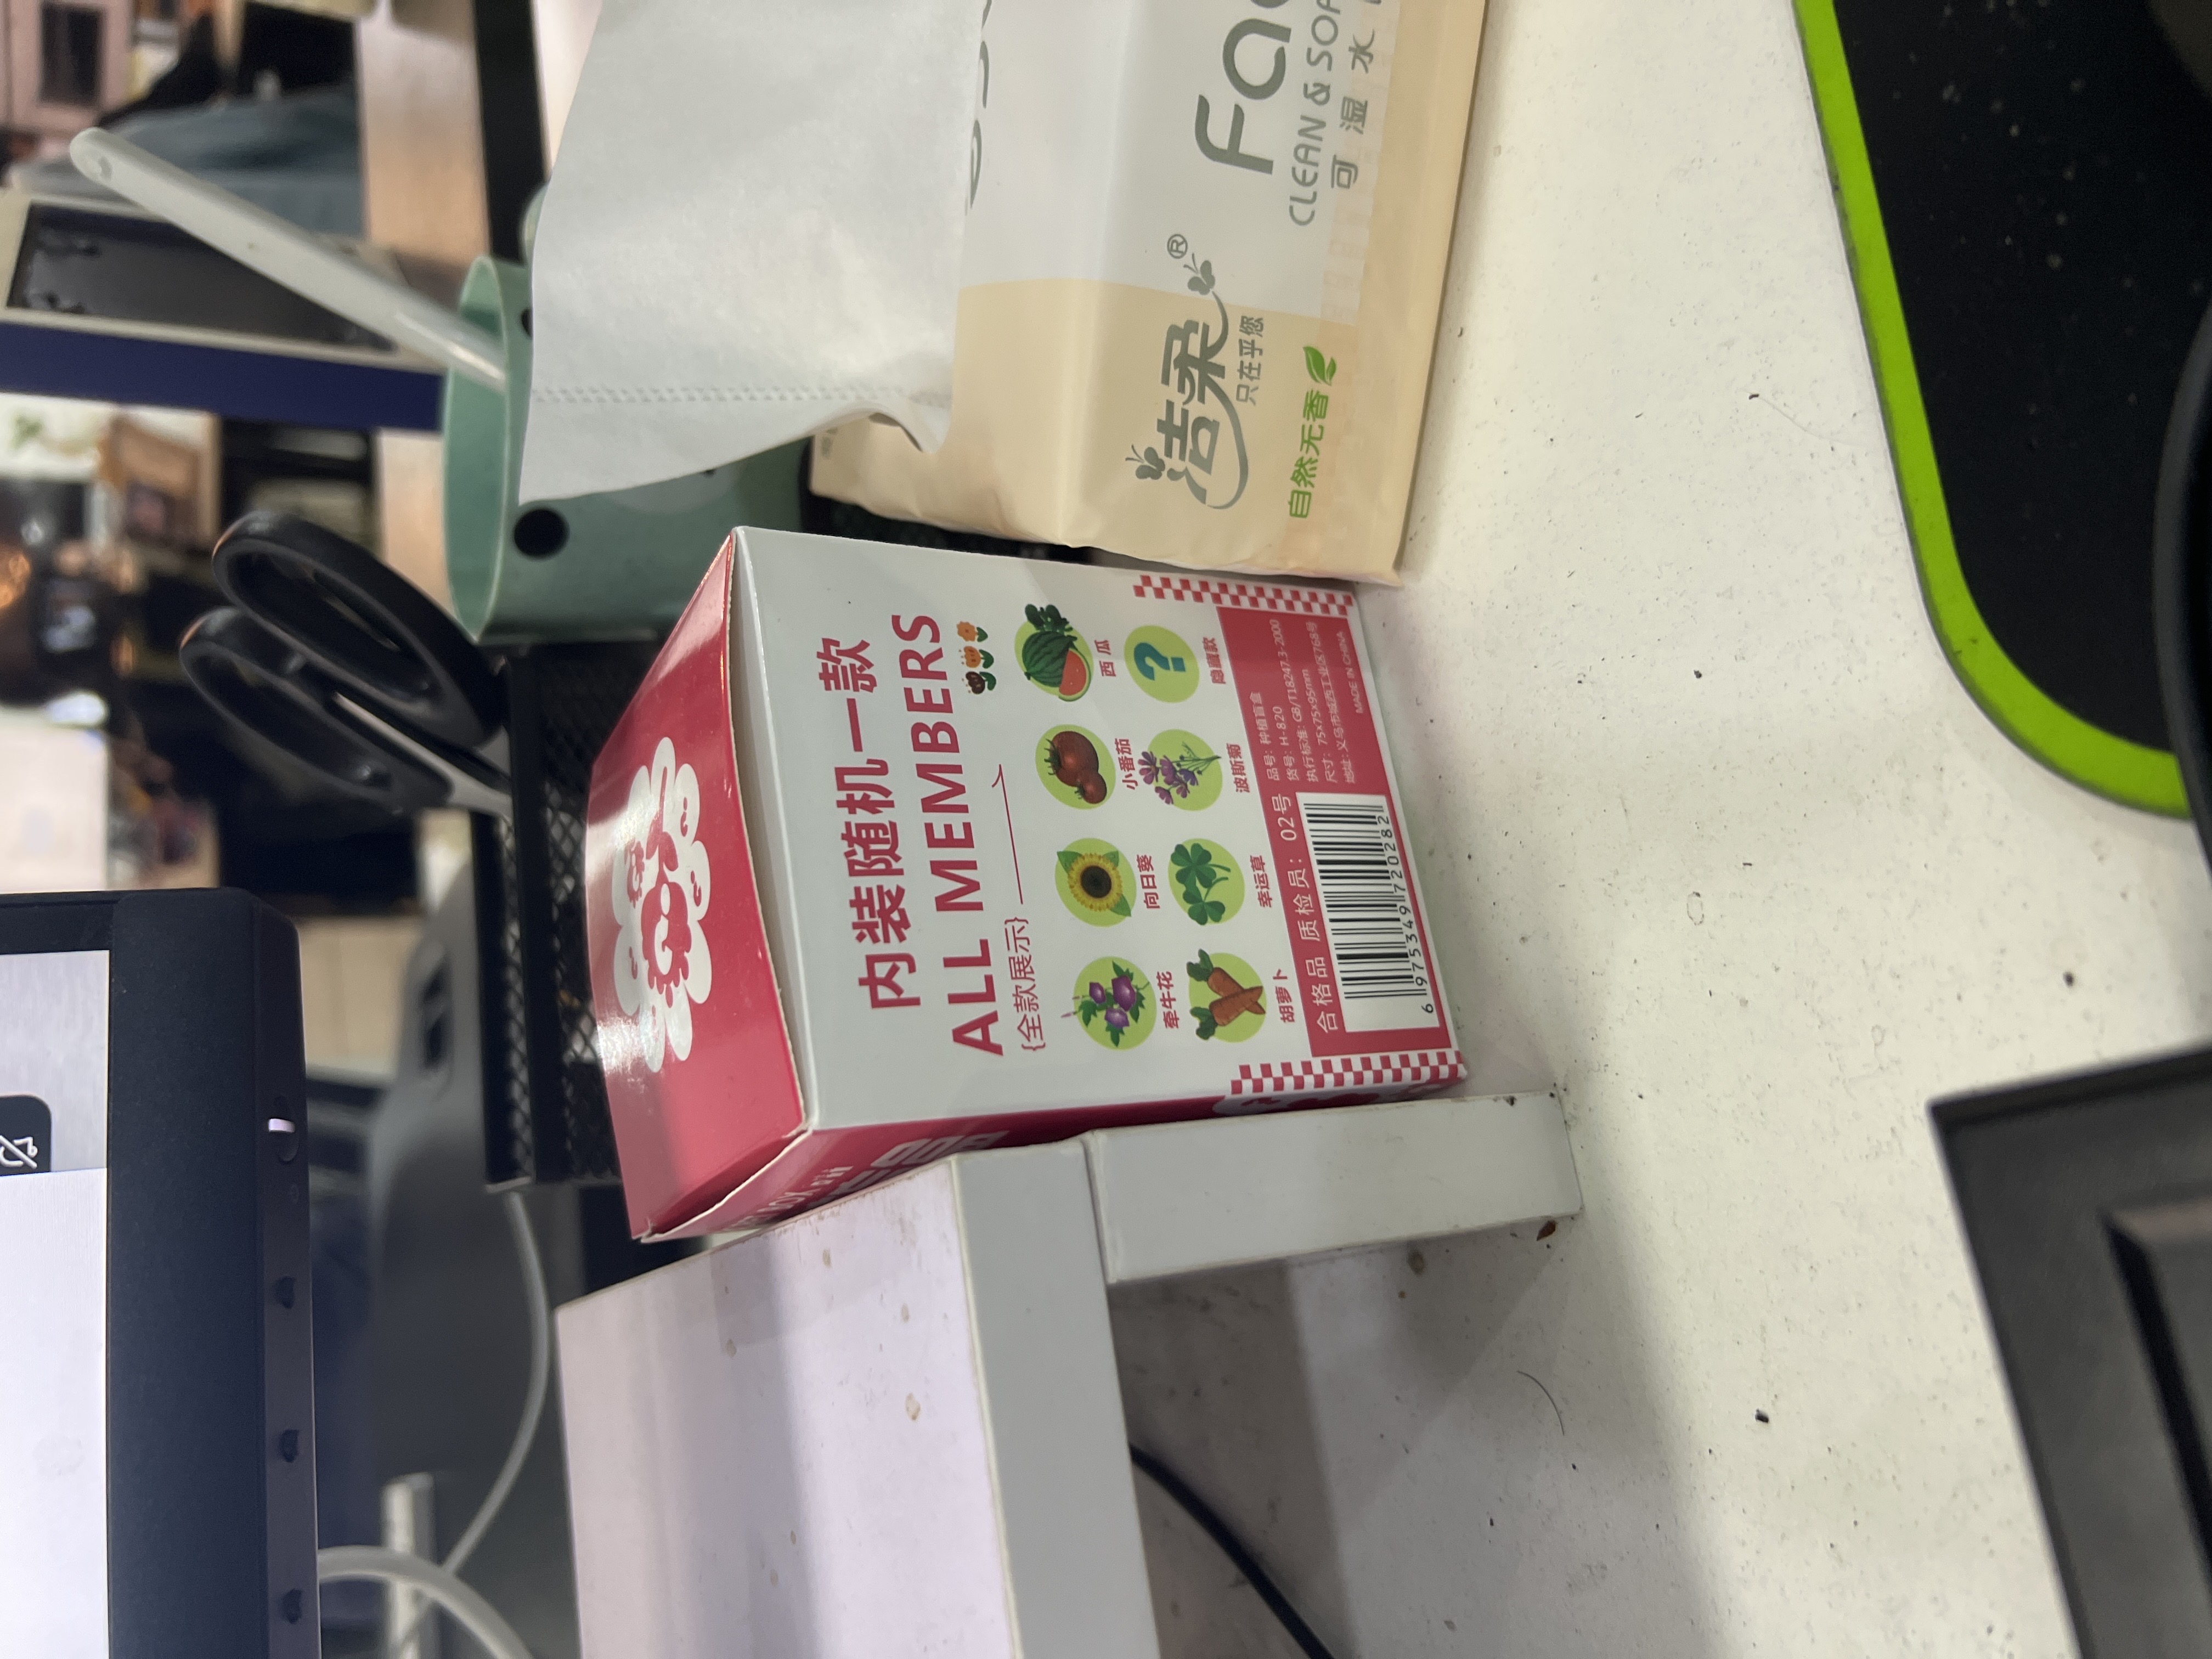 内装随机一款
ALL MEMBERS
{全款展示}
牵牛花
向日葵
小番茄
西瓜
胡萝卜
幸运草
波斯菊
隐藏款
合格品 质检员：02号
品号：种植盲盒
货号：H-820
执行标准：GB/T18247.3-2000
尺寸：75×75×95mm
地址：义乌市城西工业区768号
MADE IN CHINA
6 975349 720282
BOX
洁柔®
只在乎您
自然无香
Fac
CLEAN & SOF
可湿水